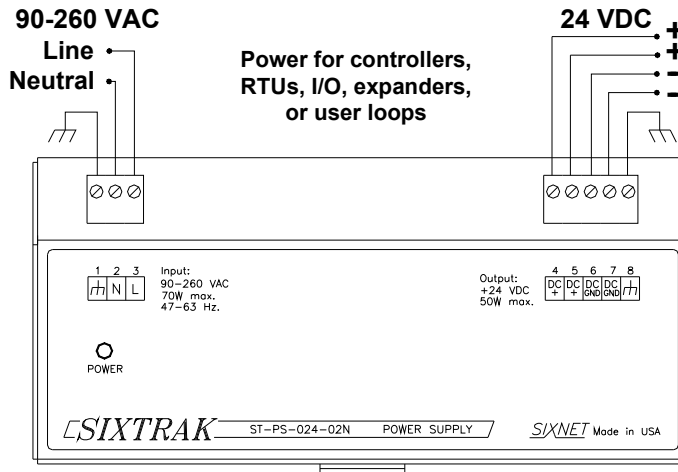 90-260 VAC
Line
Neutral
Power for controllers,
RTUs, I/O, expanders,
or user loops
24 VDC
+
+
-
-
1 2 3
N L
Input:
90-260 VAC
70W max.
47-63 Hz.
Output:
+24 VDC
50W max.
4 5 6 7 8
DC DC DC DC
+ + GND GND
POWER
SIXTRAK
ST-PS-024-02N POWER SUPPLY
SIXNET Made in USA